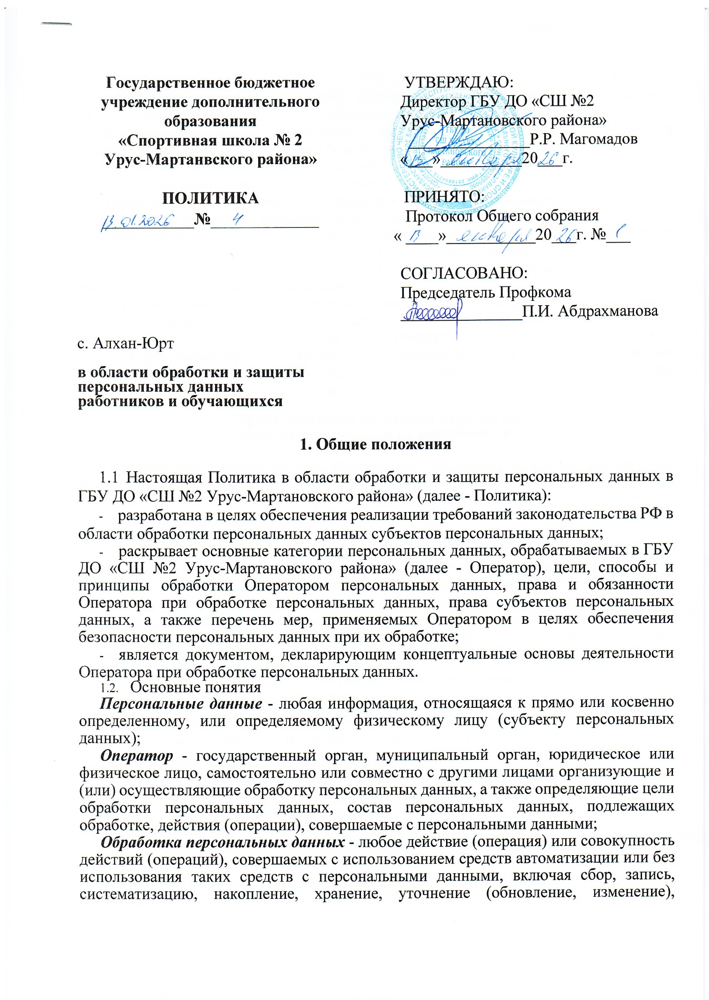 Государственное бюджетное
учреждение дополнительного
образования
«Спортивная школа № 2
Урус-Мартанвского района»
ПОЛИТИКА
13.01.2026 № 4
УТВЕРЖДАЮ:
Директор ГБУ ДО «СШ №2
Урус-Мартановского района»
Р.Р. Магомадов
«13» января 2026 г.
ПРИНЯТО:
Протокол Общего собрания
« 13 » января 2026 г. № 1
СОГЛАСОВАНО:
Председатель Профкома
П.И. Абдрахманова
с. Алхан-Юрт
в области обработки и защиты
персональных данных
работников и обучающихся
1. Общие положения
1.1 Настоящая Политика в области обработки и защиты персональных данных в
ГБУ ДО «СШ №2 Урус-Мартановского района» (далее - Политика):
- разработана в целях обеспечения реализации требований законодательства РФ в
области обработки персональных данных субъектов персональных данных;
- раскрывает основные категории персональных данных, обрабатываемых в ГБУ
ДО «СШ №2 Урус-Мартановского района» (далее - Оператор), цели, способы и
принципы обработки Оператором персональных данных, права и обязанности
Оператора при обработке персональных данных, права субъектов персональных
данных, а также перечень мер, применяемых Оператором в целях обеспечения
безопасности персональных данных при их обработке;
- является документом, декларирующим концептуальные основы деятельности
Оператора при обработке персональных данных.
1.2. Основные понятия
Персональные данные - любая информация, относящаяся к прямо или косвенно
определенному, или определяемому физическому лицу (субъекту персональных
данных);
Оператор - государственный орган, муниципальный орган, юридическое или
физическое лицо, самостоятельно или совместно с другими лицами организующие и
(или) осуществляющие обработку персональных данных, а также определяющие цели
обработки персональных данных, состав персональных данных, подлежащих
обработке, действия (операции), совершаемые с персональными данными;
Обработка персональных данных - любое действие (операция) или совокупность
действий (операций), совершаемых с использованием средств автоматизации или без
использования таких средств с персональными данными, включая сбор, запись,
систематизацию, накопление, хранение, уточнение (обновление, изменение),